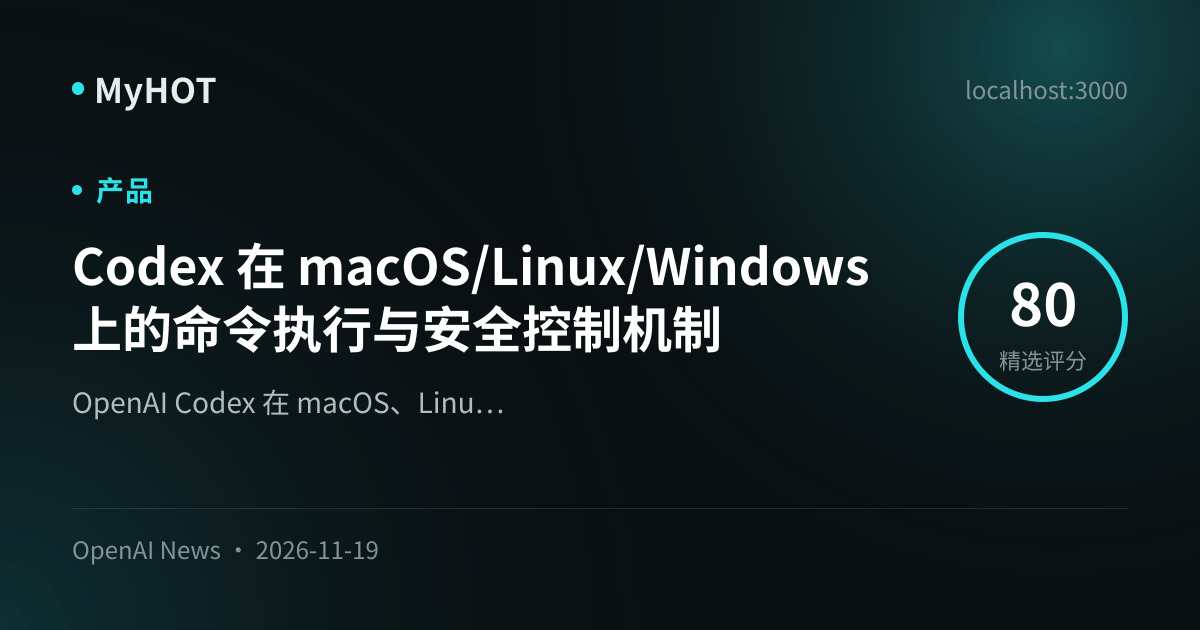 MyHOT
localhost:3000
产品
Codex 在 macOS/Linux/Windows
上的命令执行与安全控制机制
80
精选评分
OpenAI Codex 在 macOS、Linu…
OpenAI News · 2026-11-19